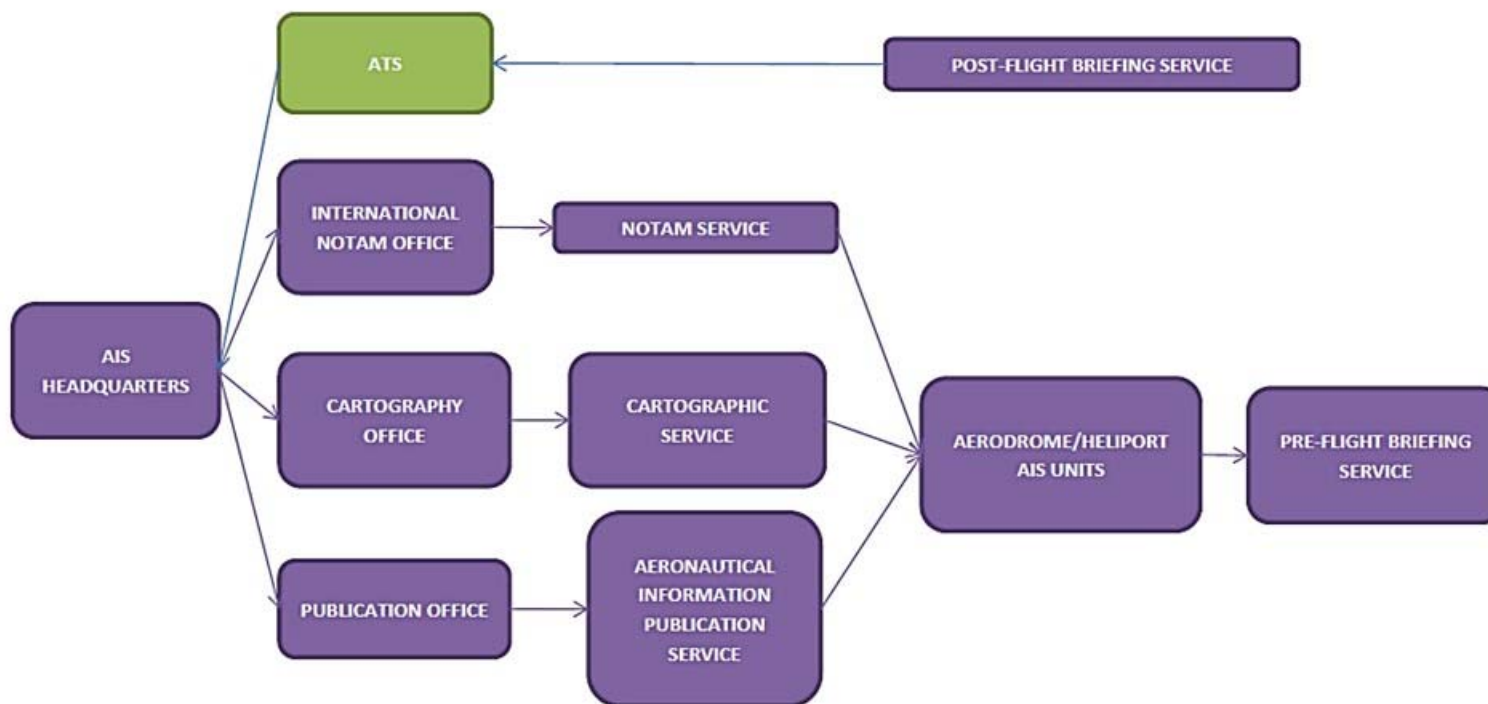 ATS
POST-FLIGHT BRIEFING SERVICE
INTERNATIONAL
NOTAM OFFICE
NOTAM SERVICE
AIS
HEADQUARTERS
CARTOGRAPHY
OFFICE
CARTOGRAPHIC
SERVICE
AERODROME/HELIPORT
AIS UNITS
PRE-FLIGHT BRIEFING
SERVICE
PUBLICATION OFFICE
AERONAUTICAL
INFORMATION
PUBLICATION
SERVICE